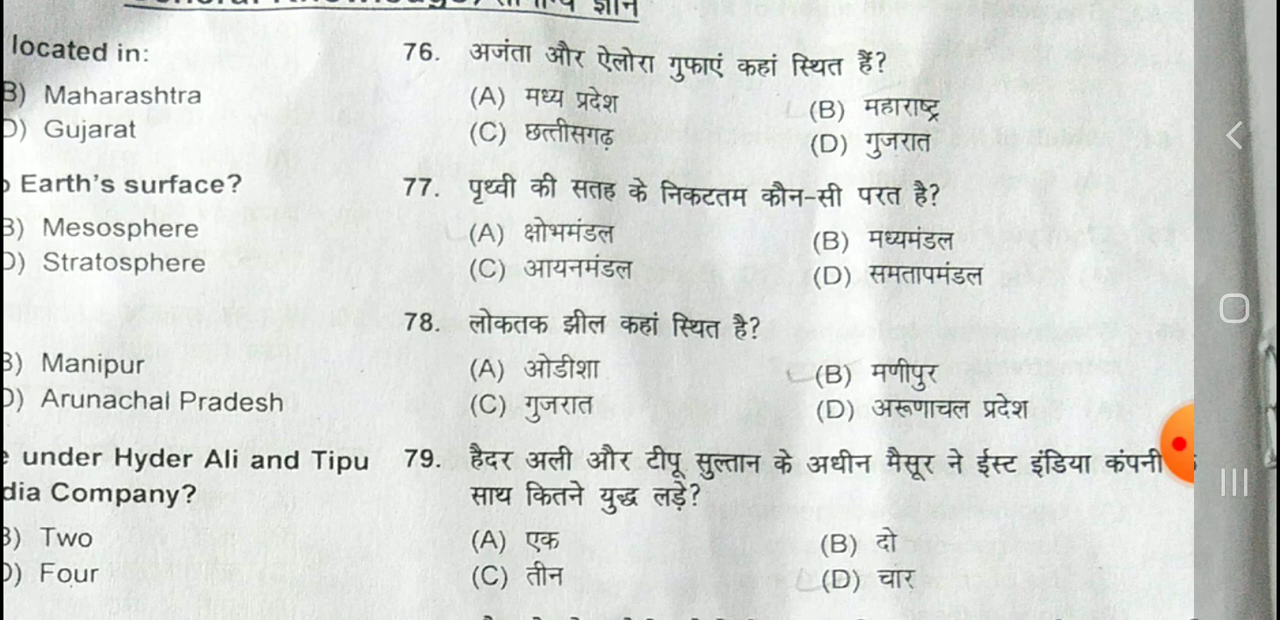 सामान्य ज्ञान
located in:
B) Maharashtra
D) Gujarat
Earth's surface?
B) Mesosphere
D) Stratosphere
B) Manipur
D) Arunachal Pradesh
under Hyder Ali and Tipu
dia Company?
B) Two
D) Four
76. अजंता और ऐलोरा गुफाएं कहां स्थित हैं?
(A) मध्य प्रदेश (B) महाराष्ट्र
(C) छत्तीसगढ़ (D) गुजरात
77. पृथ्वी की सतह के निकटतम कौन-सी परत है?
(A) क्षोभमंडल (B) मध्यमंडल
(C) आयनमंडल (D) समतापमंडल
78. लोकतक झील कहां स्थित है?
(A) ओडीशा (B) मणीपुर
(C) गुजरात (D) अरूणाचल प्रदेश
79. हैदर अली और टीपू सुल्तान के अधीन मैसूर ने ईस्ट इंडिया कंपनी
साथ कितने युद्ध लड़े?
(A) एक (B) दो
(C) तीन (D) चार